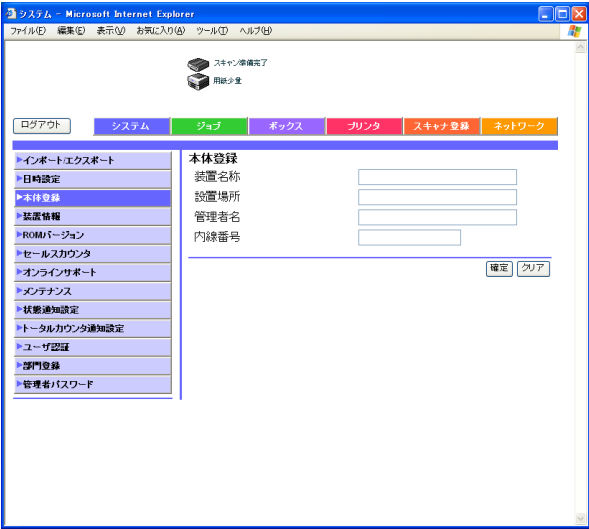 システム - Microsoft Internet Explorer
ファイル(F) 編集(E) 表示(V) お気に入り(A) ツール(T) ヘルプ(H)
スキャン準備完了
用紙少量
ログアウト システム ジョブ ボックス プリンタ スキャナ登録 ネットワーク
インポート/エクスポート
日時設定
本体登録
装置情報
ROMバージョン
セールスカウンタ
オンラインサポート
メンテナンス
状態通知設定
トータルカウンタ通知設定
ユーザ認証
部門登録
管理者パスワード
本体登録
装置名称
設置場所
管理者名
内線番号
確定 クリア